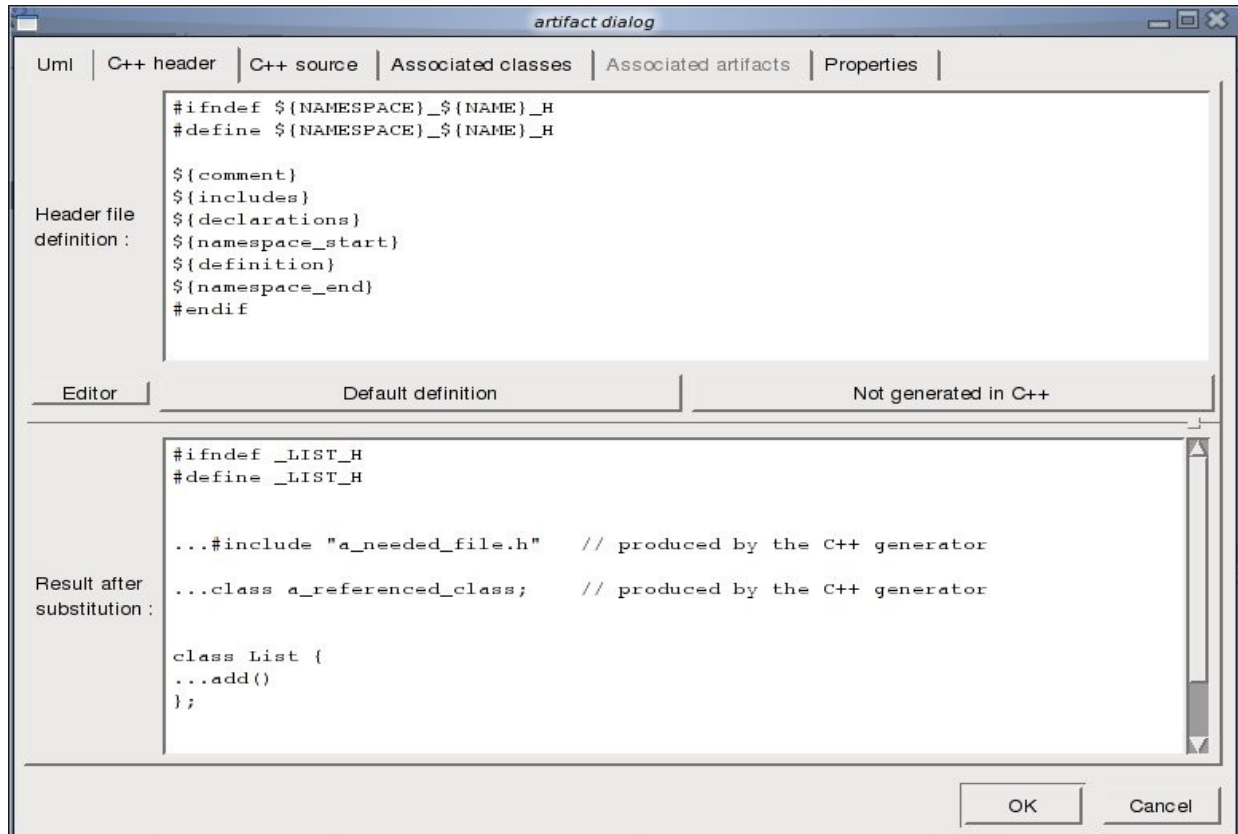 artifact dialog
Uml C++ header C++ source Associated classes Associated artifacts Properties
Header file
definition :
#ifndef ${NAMESPACE}_${NAME}_H
#define ${NAMESPACE}_${NAME}_H
${comment}
${includes}
${declarations}
${namespace_start}
${definition}
${namespace_end}
#endif
Editor Default definition Not generated in C++
Result after
substitution :
#ifndef _LIST_H
#define _LIST_H
...#include "a_needed_file.h" // produced by the C++ generator
...class a_referenced_class; // produced by the C++ generator
class List {
...add()
};
OK Cancel